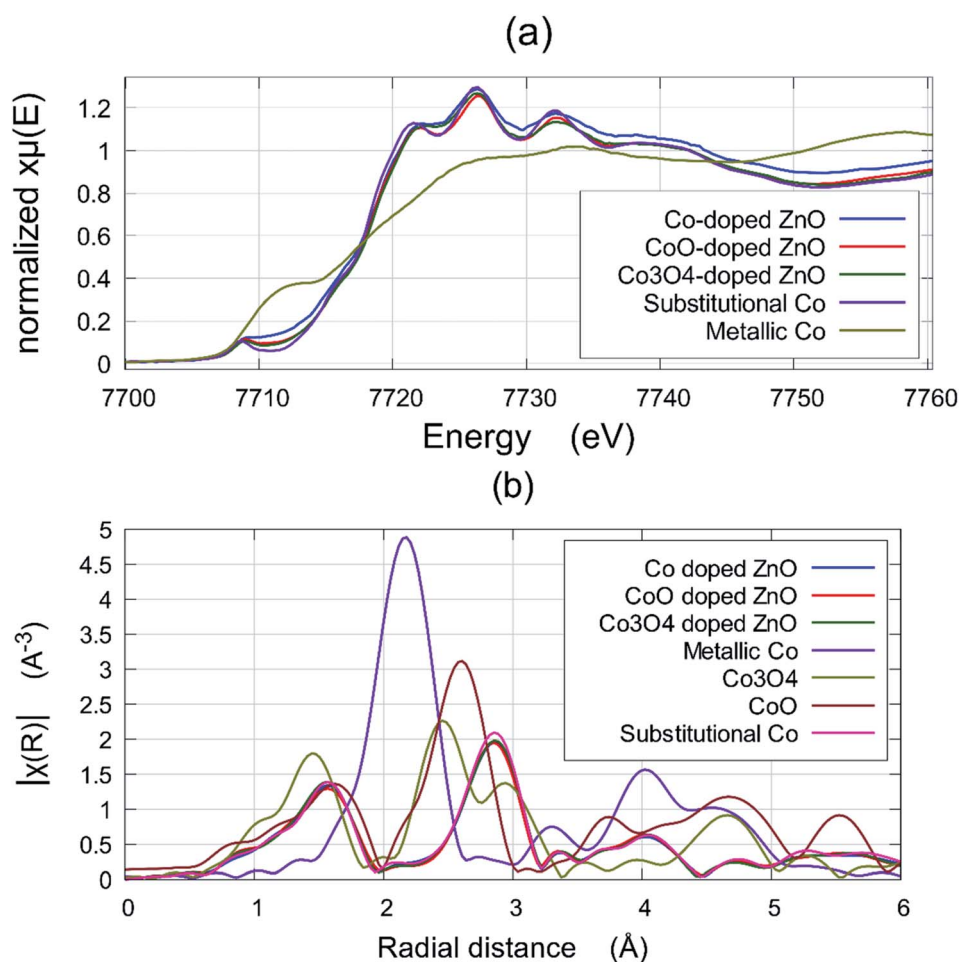 (a)
normalized xμ(E)
1.2
1
0.8
0.6
0.4
0.2
0
Co-doped ZnO
CoO-doped ZnO
Co3O4-doped ZnO
Substitutional Co
Metallic Co
7700 7710 7720 7730 7740 7750 7760
Energy (eV)
(b)
|χ(R)| (A⁻³)
5
4.5
4
3.5
3
2.5
2
1.5
1
0.5
0
Co doped ZnO
CoO doped ZnO
Co3O4 doped ZnO
Metallic Co
Co3O4
CoO
Substitutional Co
0 1 2 3 4 5 6
Radial distance (Å)